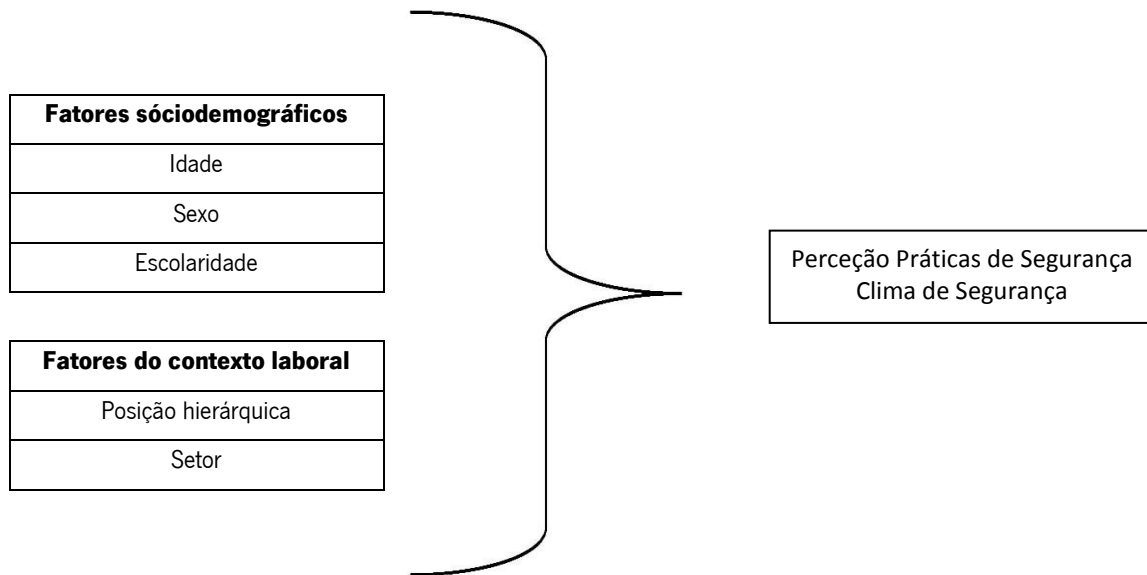 Fatores sóciodemográficos
Idade
Sexo
Escolaridade
Fatores do contexto laboral
Posição hierárquica
Setor
Perceção Práticas de Segurança
Clima de Segurança